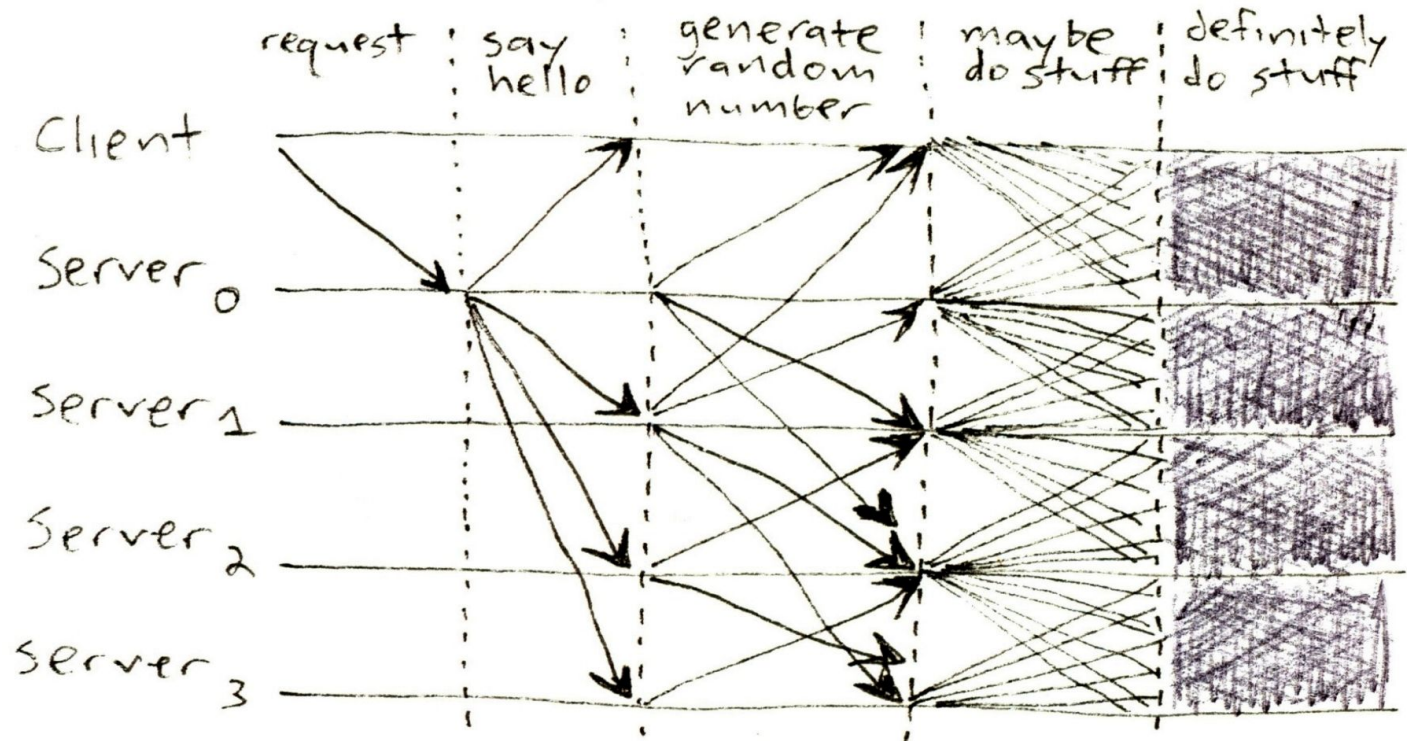 request
say
hello
generate
random
number
maybe
do stuff
definitely
do stuff
Client
Server 0
Server 1
Server 2
Server 3